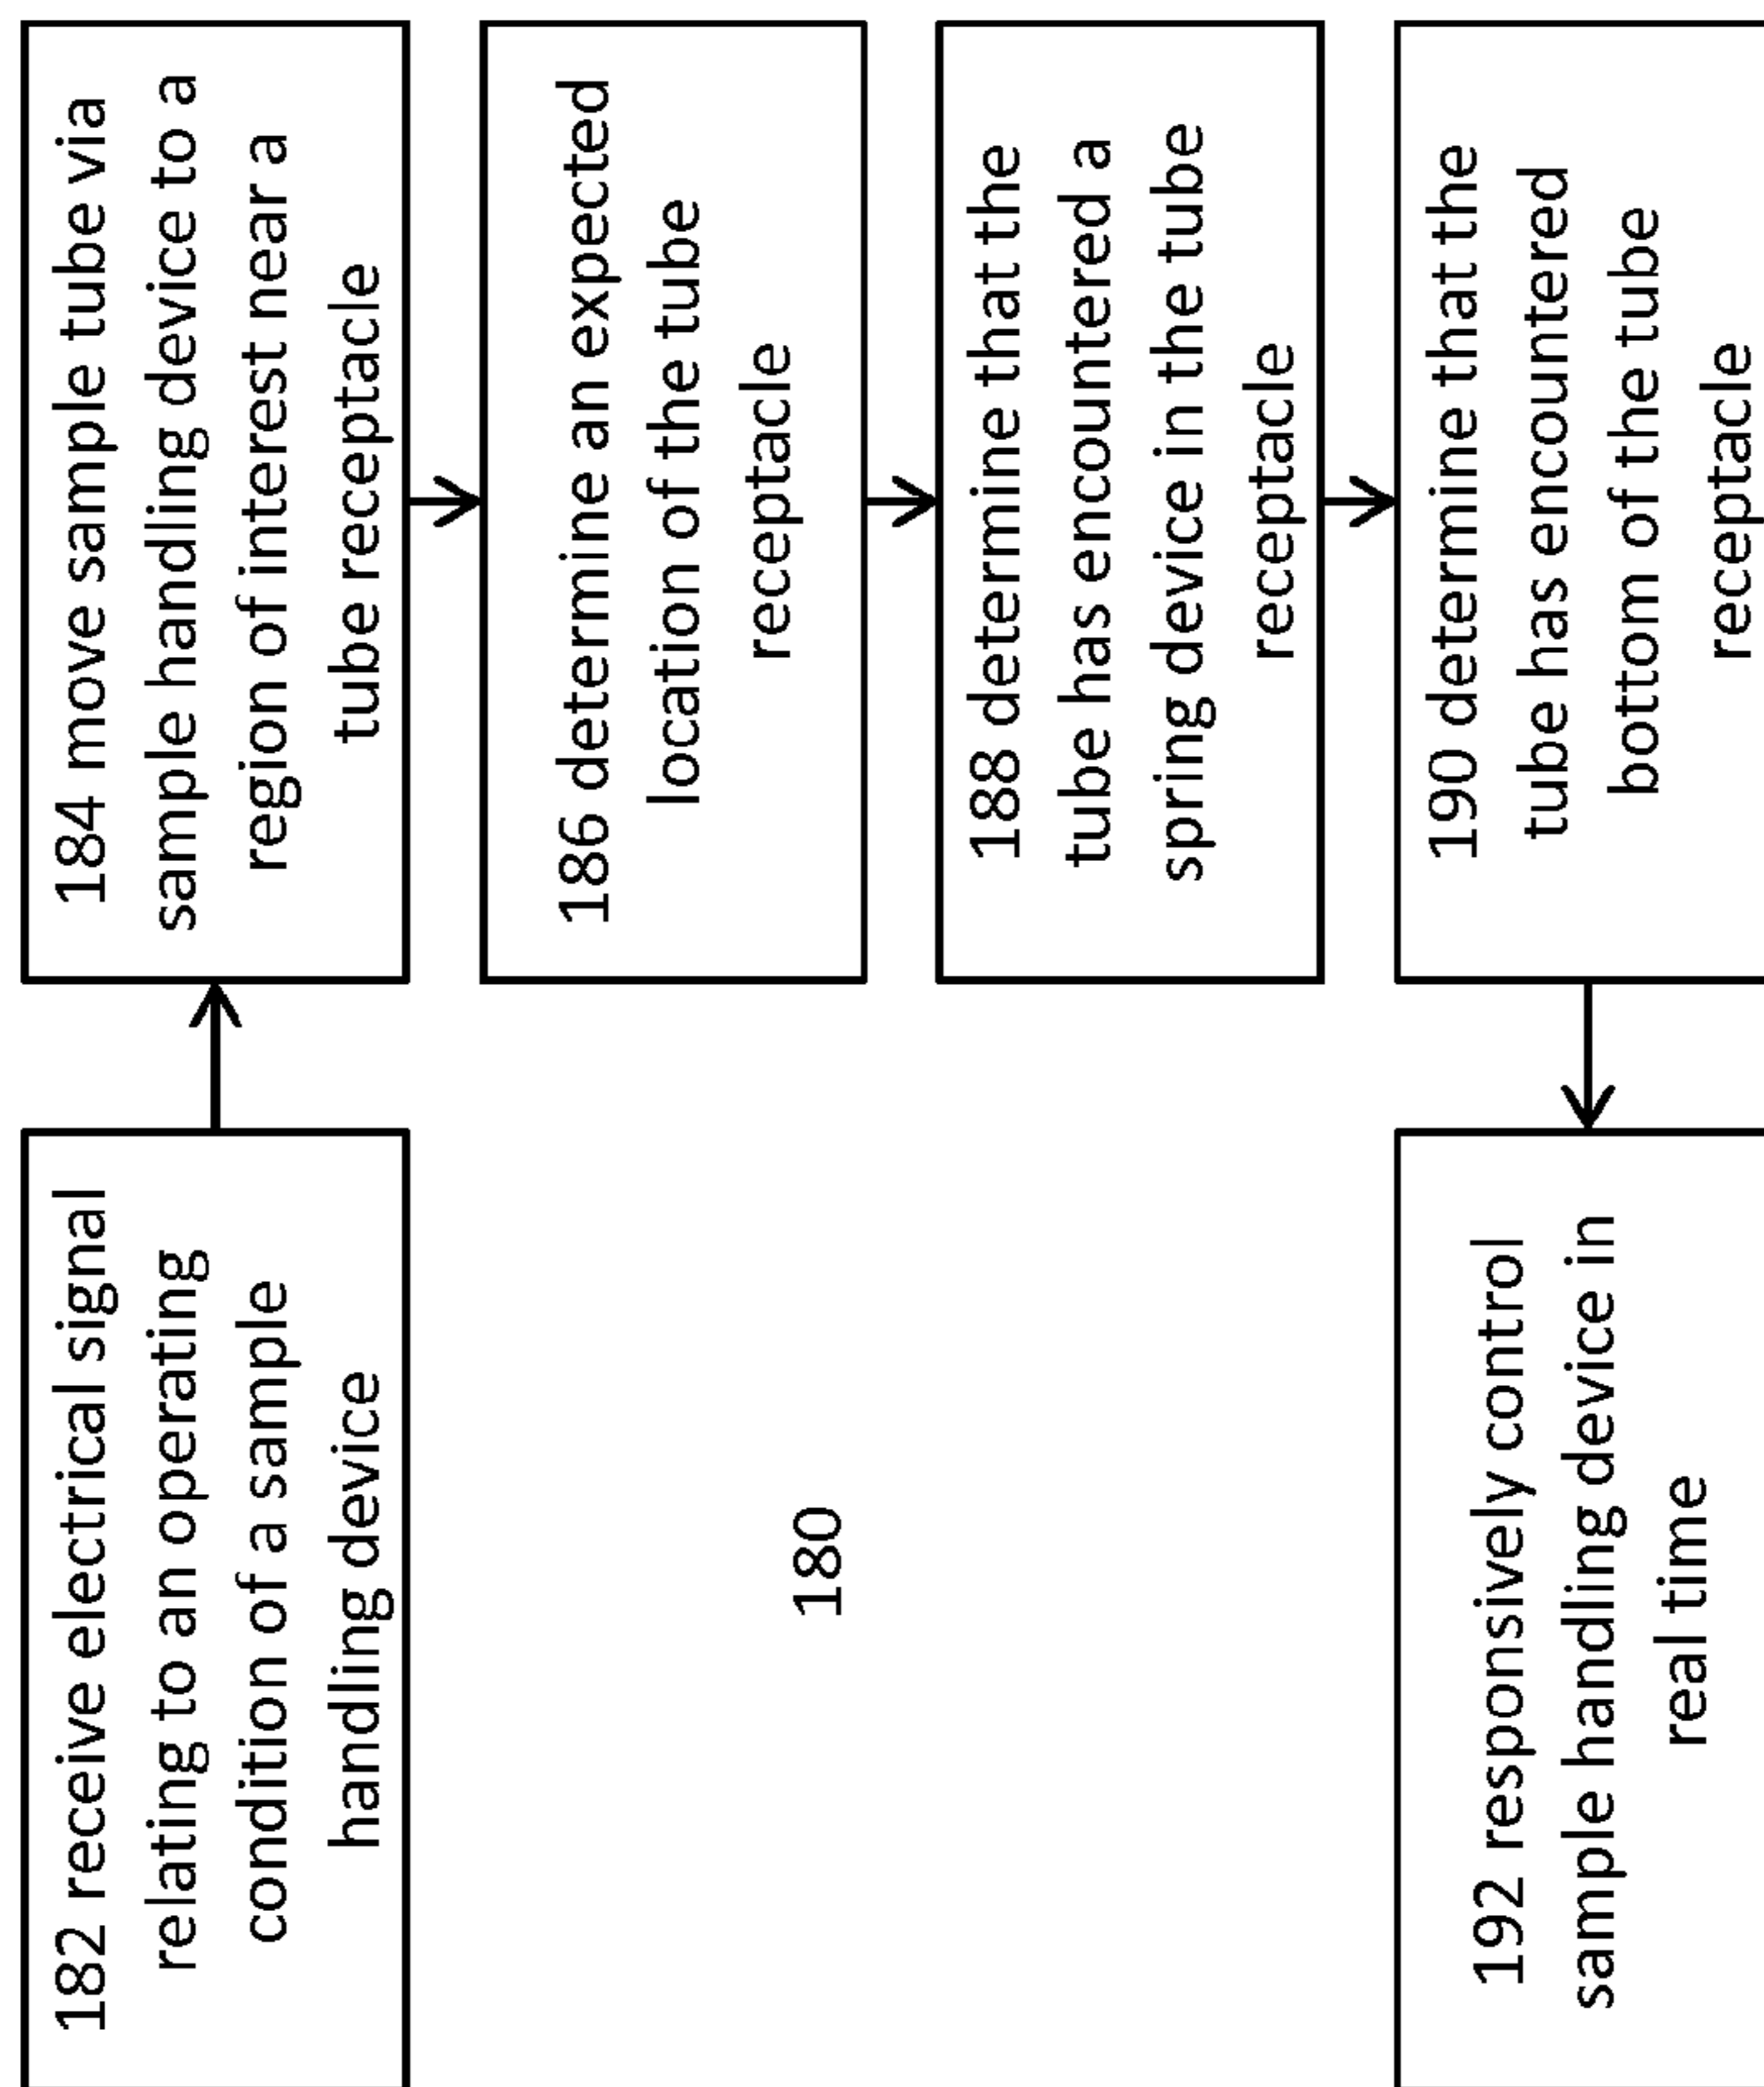 182 receive electrical signal
relating to an operating
condition of a sample
handling device
184 move sample tube via
sample handling device to a
region of interest near a
tube receptacle
186 determine an expected
location of the tube
receptacle
188 determine that the
tube has encountered a
spring device in the tube
receptacle
190 determine that the
tube has encountered
bottom of the tube
receptacle
192 responsively control
sample handling device in
real time
180